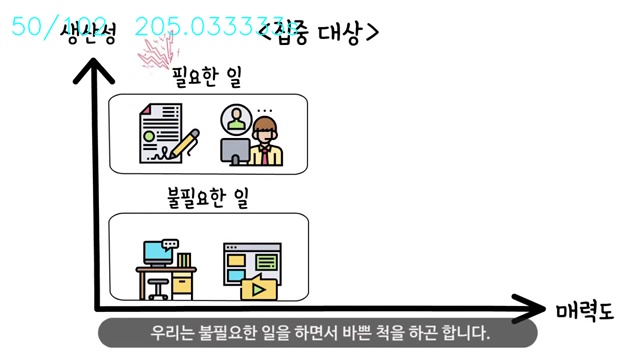 50/102 205.033333s
생산성 <집중 대상>
필요한 일
불필요한 일
매력도
우리는 불필요한 일을 하면서 바쁜 척을 하곤 합니다.